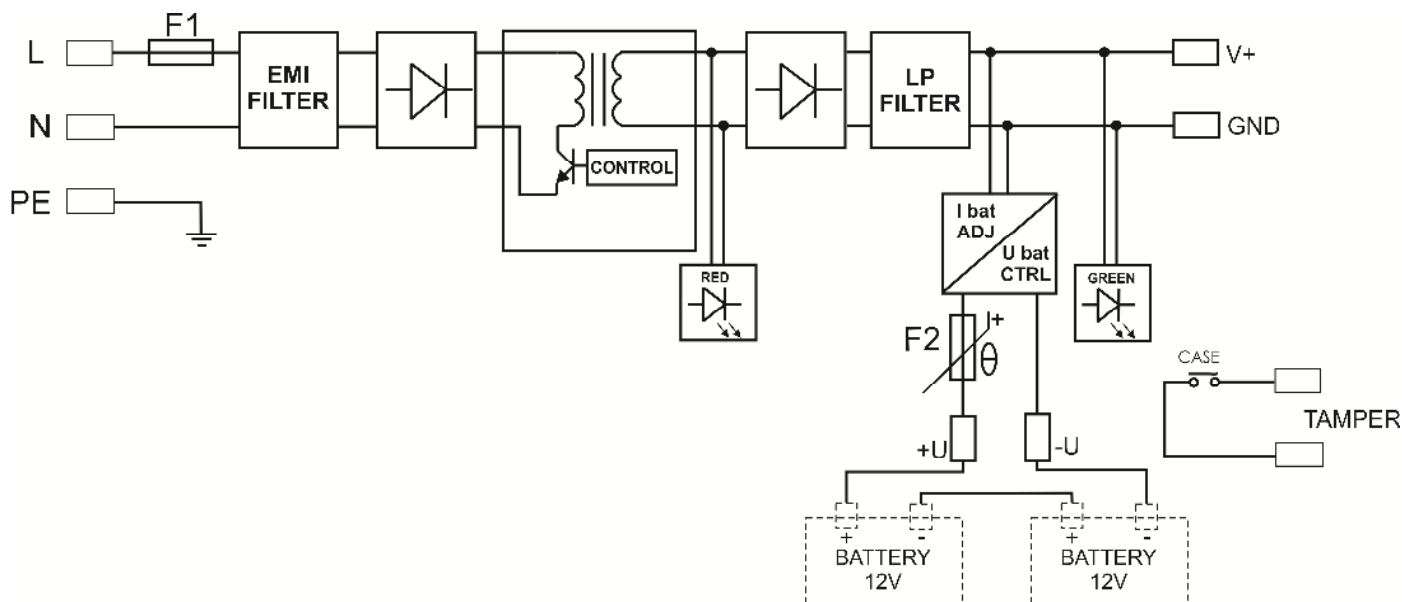 L
F1
EMI
FILTER
LP
FILTER
V+
N
CONTROL
GND
PE
I bat
ADJ
U bat
CTRL
RED
GREEN
F2
I+
θ
CASE
TAMPER
+U
-U
+
-
+
-
BATTERY
12V
BATTERY
12V